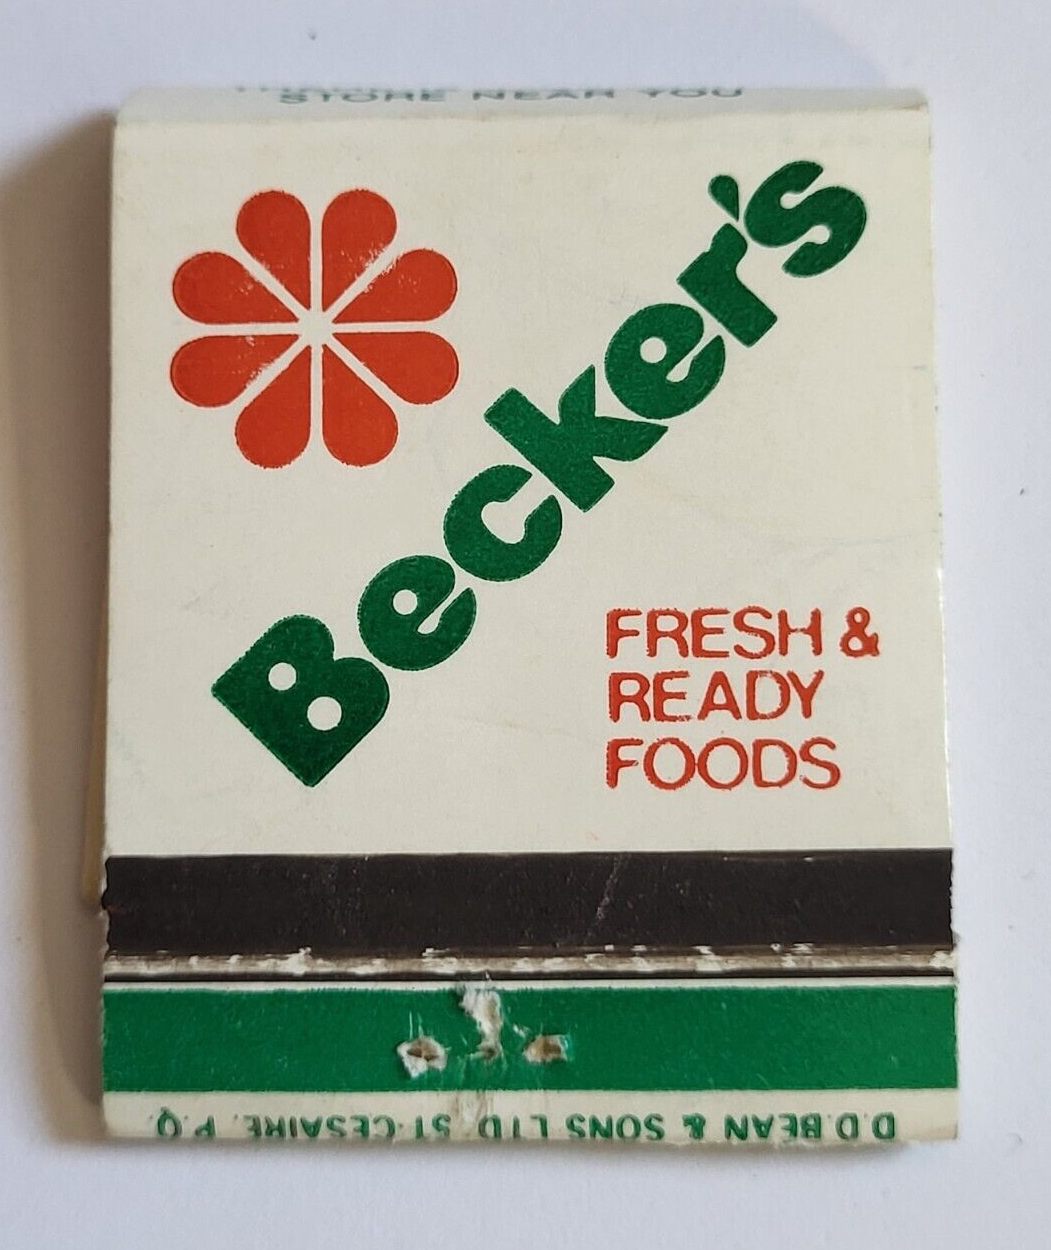 STORE NEAR YOU
Becker's
FRESH &
READY
FOODS
D.D. BEAN & SONS LTD. ST. CESAIRE, P.Q.